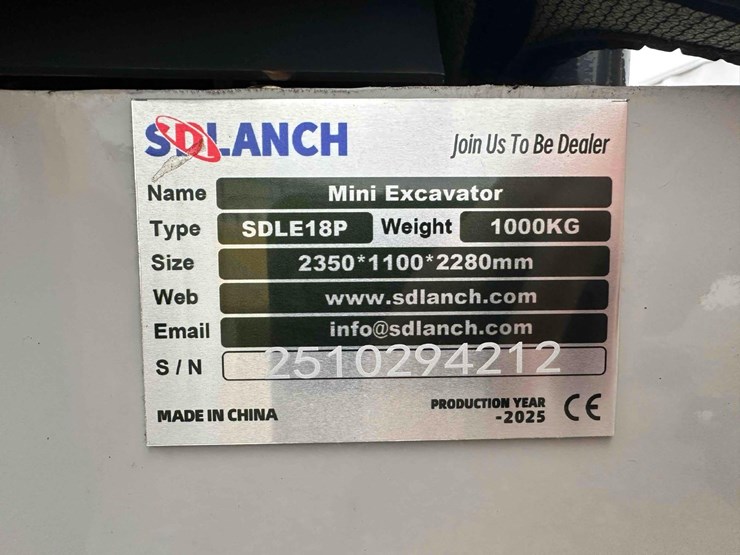 SDLANCH Join Us To Be Dealer
Name Mini Excavator
Type SDLE18P Weight 1000KG
Size 2350*1100*2280mm
Web www.sdlanch.com
Email info@sdlanch.com
S/N 2510294212
MADE IN CHINA PRODUCTION YEAR CE
-2025